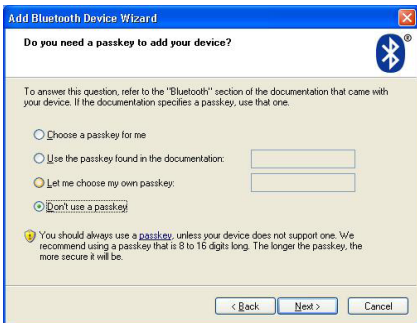 Add Bluetooth Device Wizard
Do you need a passkey to add your device?
®
To answer this question, refer to the "Bluetooth" section of the documentation that came with
your device. If the documentation specifies a passkey, use that one.
Choose a passkey for me
Use the passkey found in the documentation:
Let me choose my own passkey:
Don't use a passkey
You should always use a passkey, unless your device does not support one. We
recommend using a passkey that is 8 to 16 digits long. The longer the passkey, the
more secure it will be.
< Back Next > Cancel